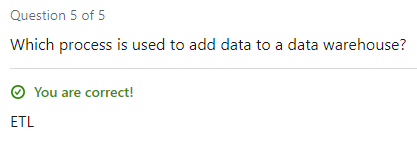 Question 5 of 5
Which process is used to add data to a data warehouse?
You are correct!
ETL